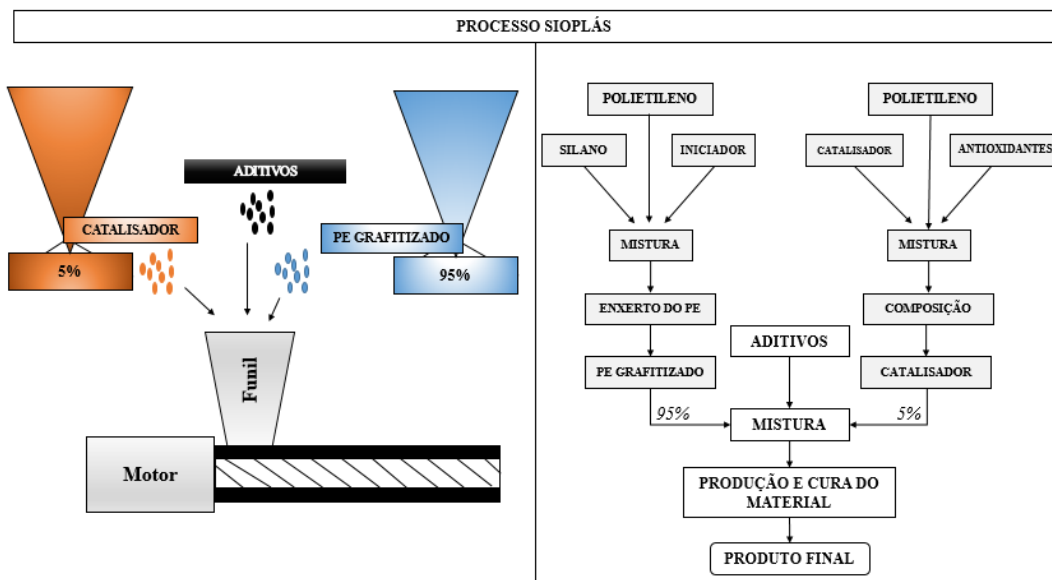 PROCESSO SIOPLÁS
ADITIVOS
CATALISADOR
PE GRAFITIZADO
5%
95%
Funil
Motor
POLIETILENO
POLIETILENO
SILANO
INICIADOR
CATALISADOR
ANTIOXIDANTES
MISTURA
MISTURA
ENXERTO DO PE
COMPOSIÇÃO
ADITIVOS
PE GRAFITIZADO
CATALISADOR
95%
5%
MISTURA
PRODUÇÃO E CURA DO
MATERIAL
PRODUTO FINAL